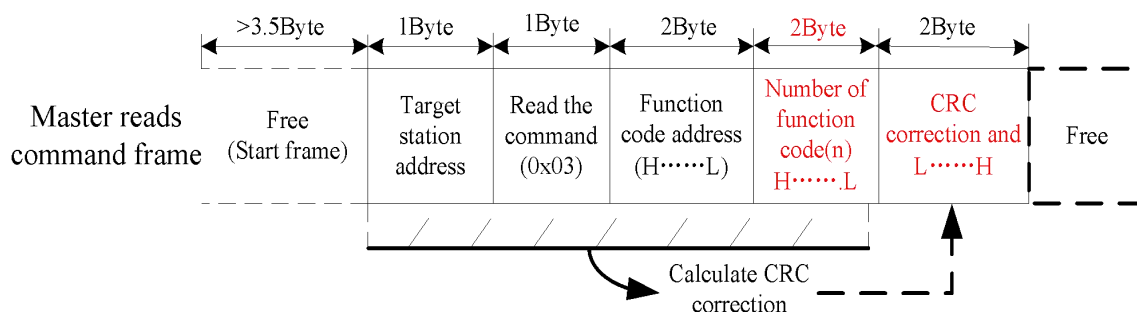 >3.5Byte 1Byte 1Byte 2Byte 2Byte 2Byte
Master reads
command frame
Free
(Start frame)
Target
station
address
Read the
command
(0x03)
Function
code address
(H······L)
Number of
function
code(n)
H·······L
CRC
correction and
L······H
Free
Calculate CRC
correction